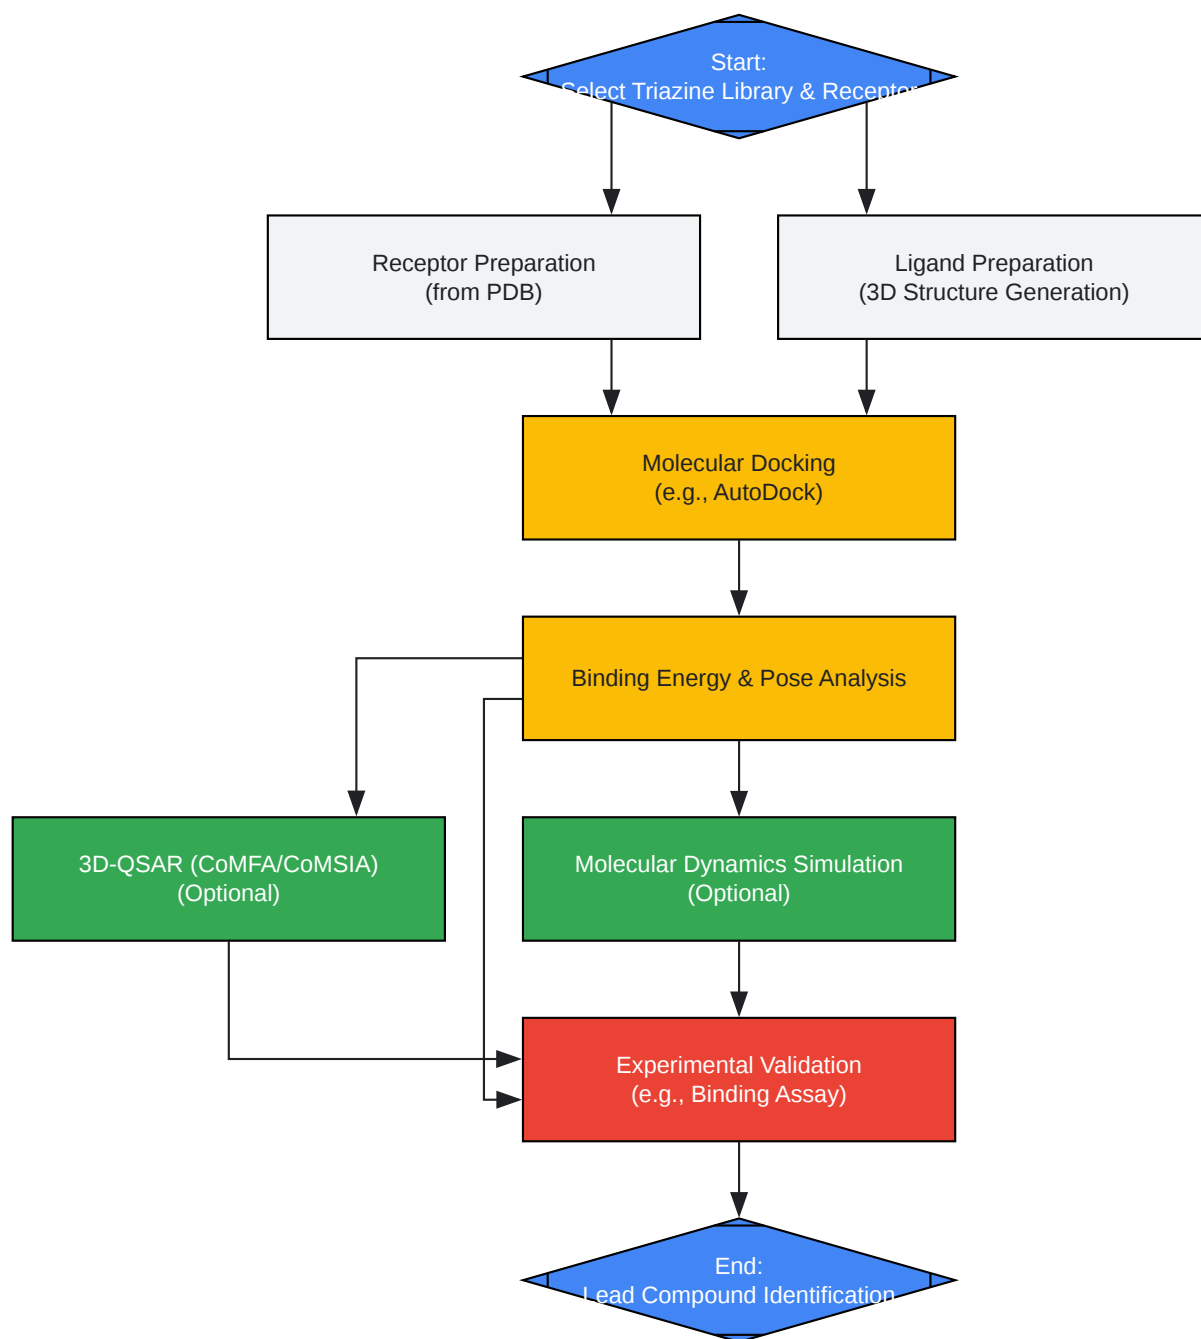 Start:
Select Triazine Library & Receptor
Receptor Preparation
(from PDB)
Ligand Preparation
(3D Structure Generation)
Molecular Docking
(e.g., AutoDock)
Binding Energy & Pose Analysis
3D-QSAR (CoMFA/CoMSIA)
(Optional)
Molecular Dynamics Simulation
(Optional)
Experimental Validation
(e.g., Binding Assay)
End:
Lead Compound Identification